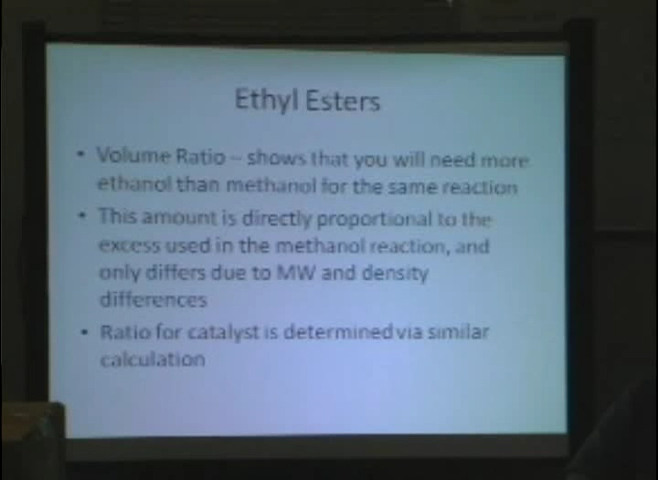 Ethyl Esters
• Volume Ratio – shows that you will need more
ethanol than methanol for the same reaction
• This amount is directly proportional to the
excess used in the methanol reaction, and
only differs due to MW and density
differences
• Ratio for catalyst is determined via similar
calculation